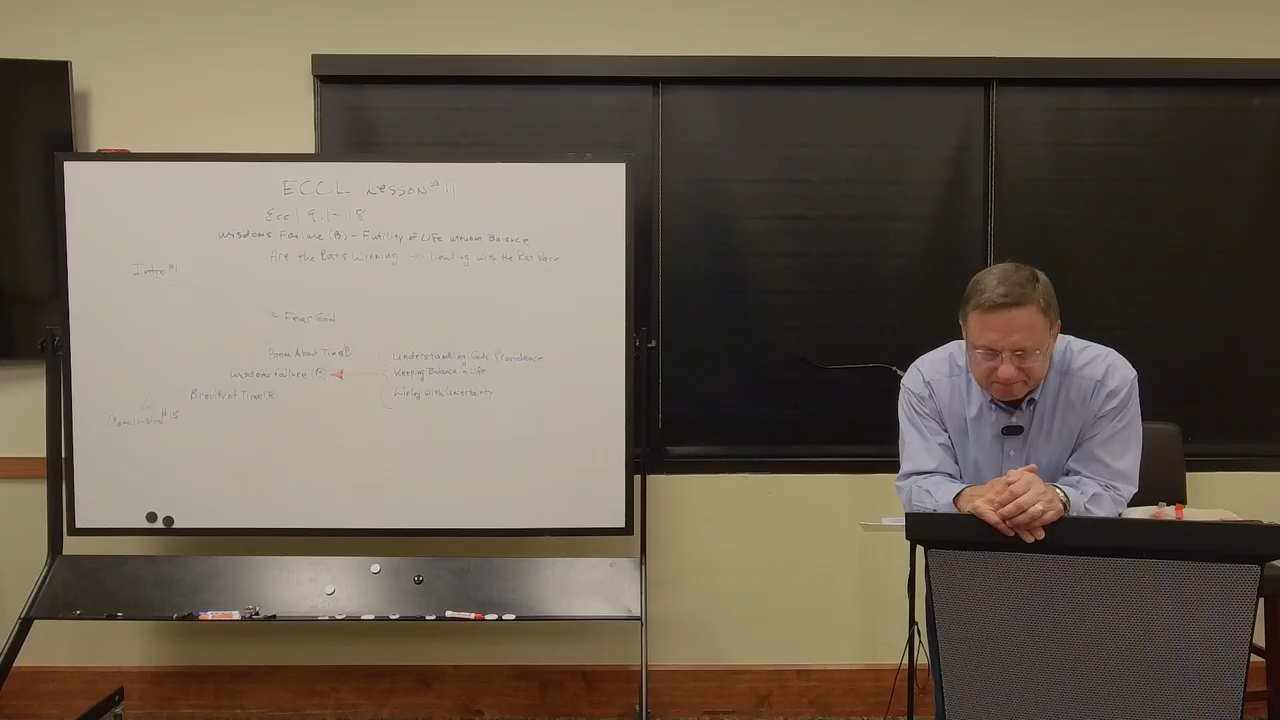 ECCL Lesson #11
Eccl 9:1-18
Wisdoms Failure (B) - Futility of Life without Balance
Are the Rats Winning => Dealing with the Rat Race
Intro #1
Fear God
Poem About Time (B)
Understanding Gods Providence
Wisdoms Failure (B)
Keeping Balance in Life
Brevity of Time (B)
Living with Uncertainty
Conclusion #15